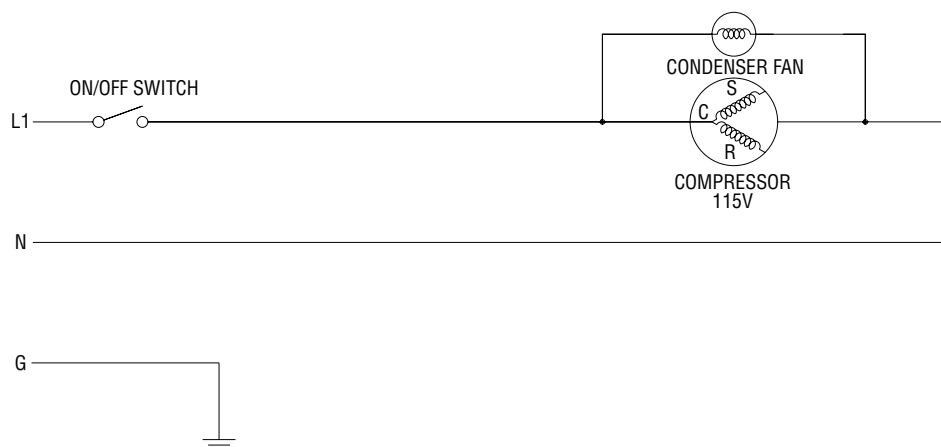 CONDENSER FAN
ON/OFF SWITCH
S
L1
C
R
COMPRESSOR
115V
N
G